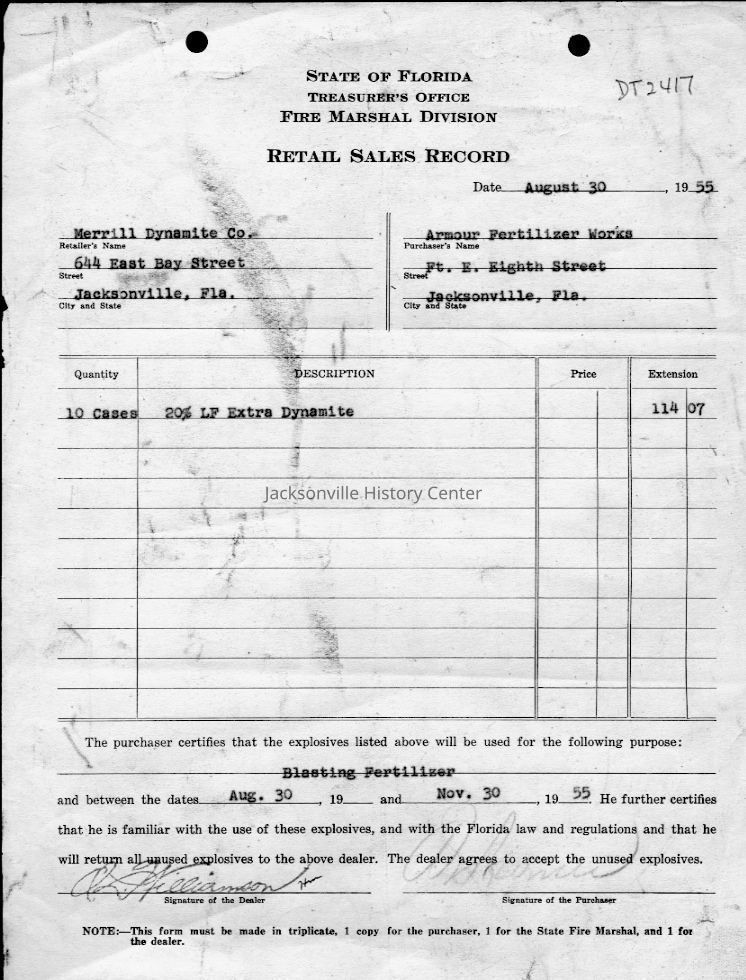 DT2417
STATE OF FLORIDA
TREASURER'S OFFICE
FIRE MARSHAL DIVISION
RETAIL SALES RECORD
Date August 30, 19 55
Merrill Dynamite Co.
Retailer's Name
644 East Bay Street
Street
Jacksonville, Fla.
City and State
Armour Fertilizer Works
Purchaser's Name
Ft. E. Eighth Street
Street
Jacksonville, Fla.
City and State
Quantity DESCRIPTION Price Extension
10 Cases 20% LF Extra Dynamite 114 07
Jacksonville History Center
The purchaser certifies that the explosives listed above will be used for the following purpose:
Blasting Fertilizer
and between the dates Aug. 30, 19 and Nov. 30, 19 55 He further certifies
that he is familiar with the use of these explosives, and with the Florida law and regulations and that he
will return all unused explosives to the above dealer. The dealer agrees to accept the unused explosives.
Williamson
Signature of the Dealer
Signature of the Purchaser
NOTE:—This form must be made in triplicate, 1 copy for the purchaser, 1 for the State Fire Marshal, and 1 for
the dealer.